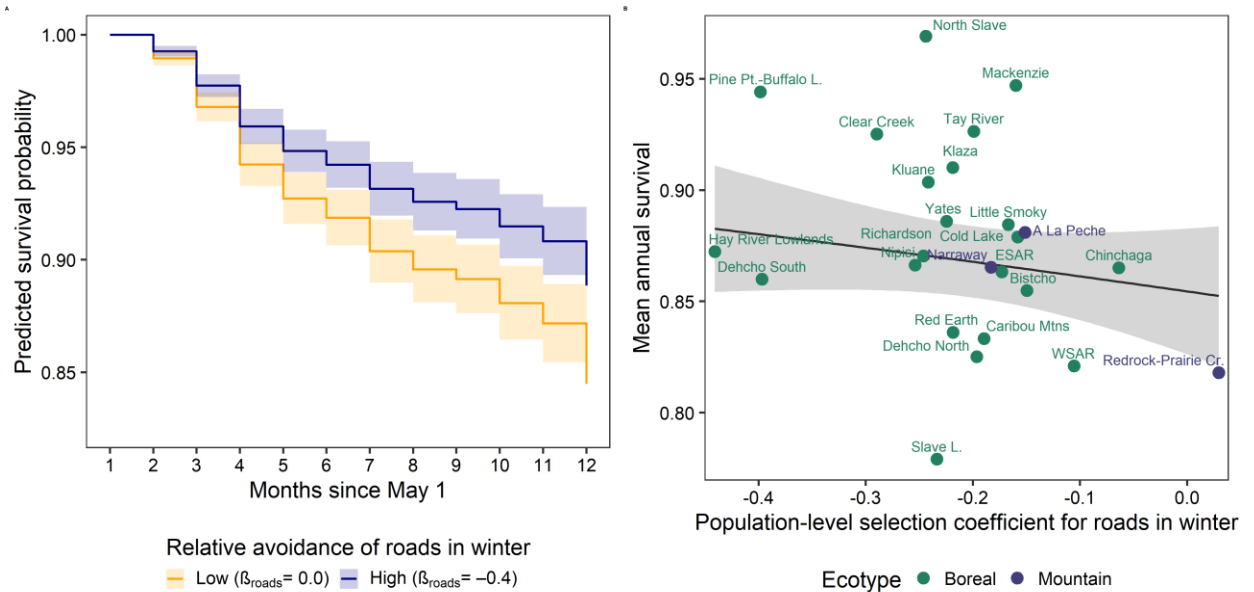 A
1.00
0.95
0.90
0.85
Predicted survival probability
1 2 3 4 5 6 7 8 9 10 11 12
Months since May 1
Relative avoidance of roads in winter
Low (ßroads= 0.0) High (ßroads= −0.4)
B
0.95
0.90
0.85
0.80
Mean annual survival
North Slave
Pine Pt.-Buffalo L.
Mackenzie
Clear Creek
Tay River
Klaza
Kluane
Yates
Little Smoky
Richardson
Cold Lake
A La Peche
Hay River Lowlands
Nipisi
Narraway
ESAR
Chinchaga
Dehcho South
Bistcho
Red Earth
Caribou Mtns
Dehcho North
WSAR
Redrock-Prairie Cr.
Slave L.
-0.4 -0.3 -0.2 -0.1 0.0
Population-level selection coefficient for roads in winter
Ecotype Boreal Mountain